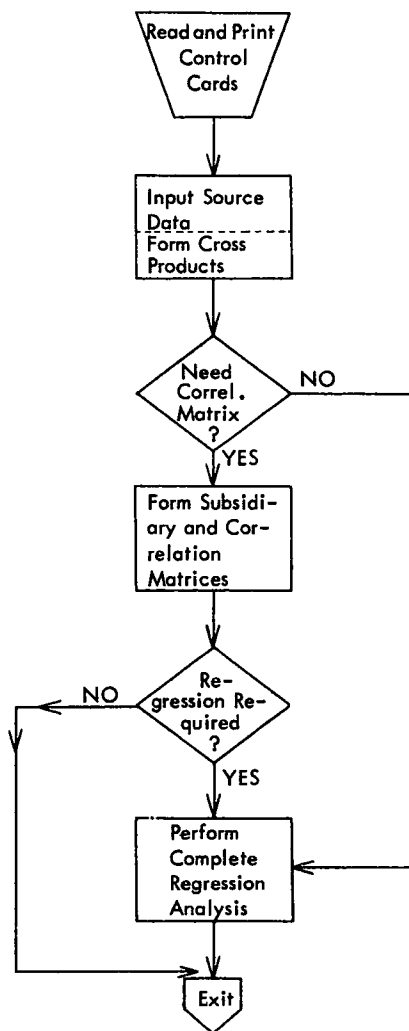 Read and Print
Control
Cards
Input Source
Data
Form Cross
Products
Need
Correl.
Matrix
?
NO
YES
Form Subsidi-
ary and Cor-
relation
Matrices
NO
Re-
gression Re-
quired
?
YES
Perform
Complete
Regression
Analysis
Exit